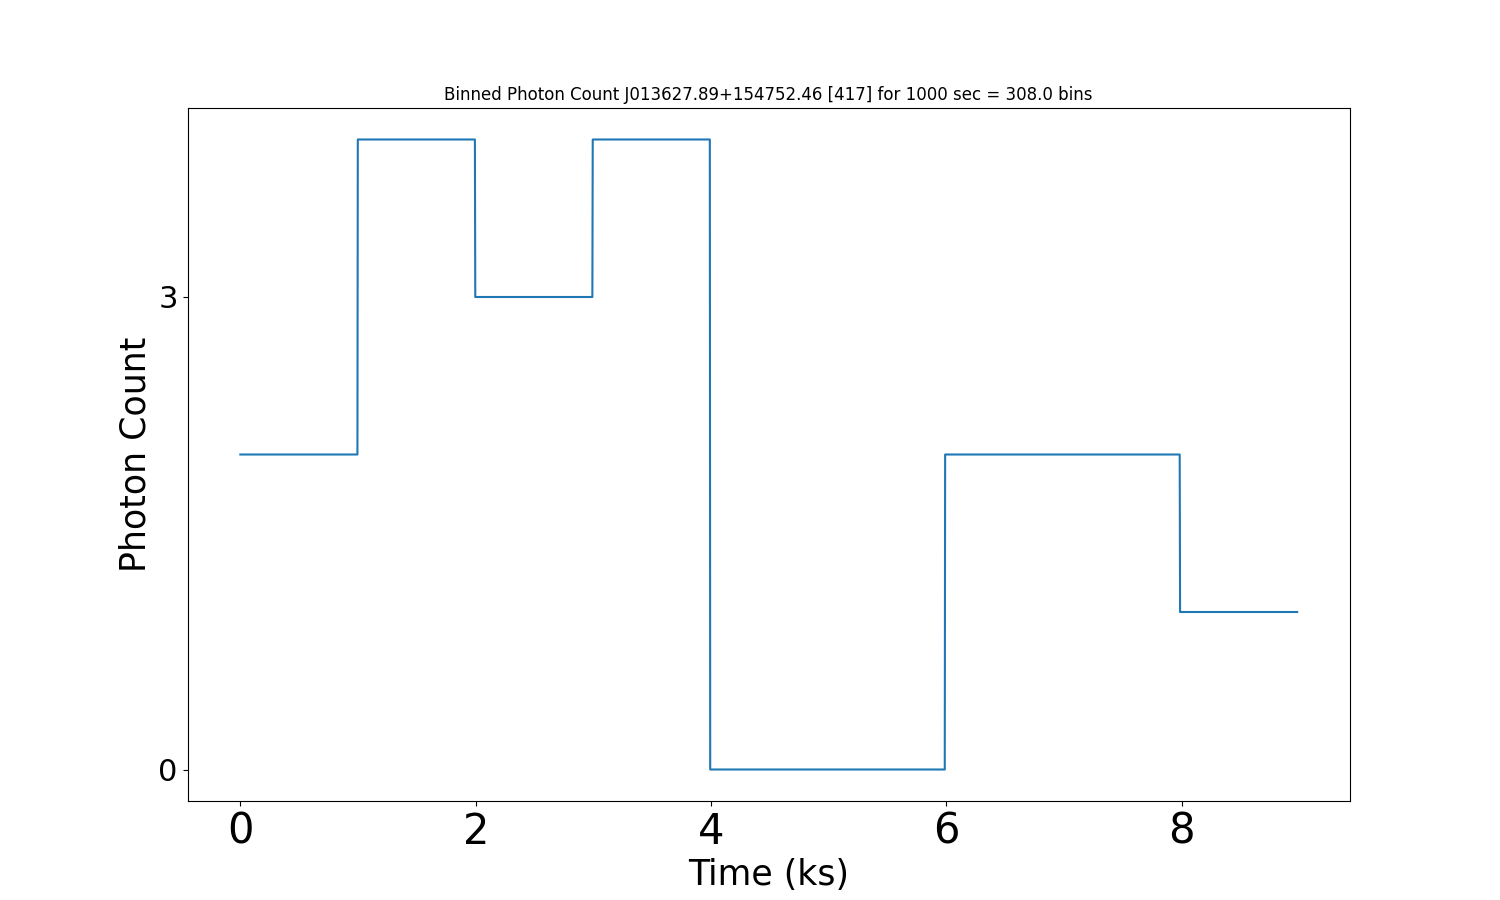 Binned Photon Count J013627.89+154752.46 [417] for 1000 sec = 308.0 bins
3
Photon Count
0
0 2 4 6 8
Time (ks)